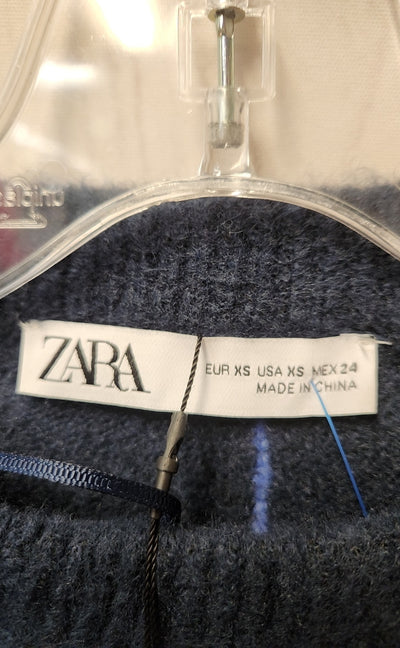 ZARA
EUR XS USA XS MEX 24
MADE IN CHINA